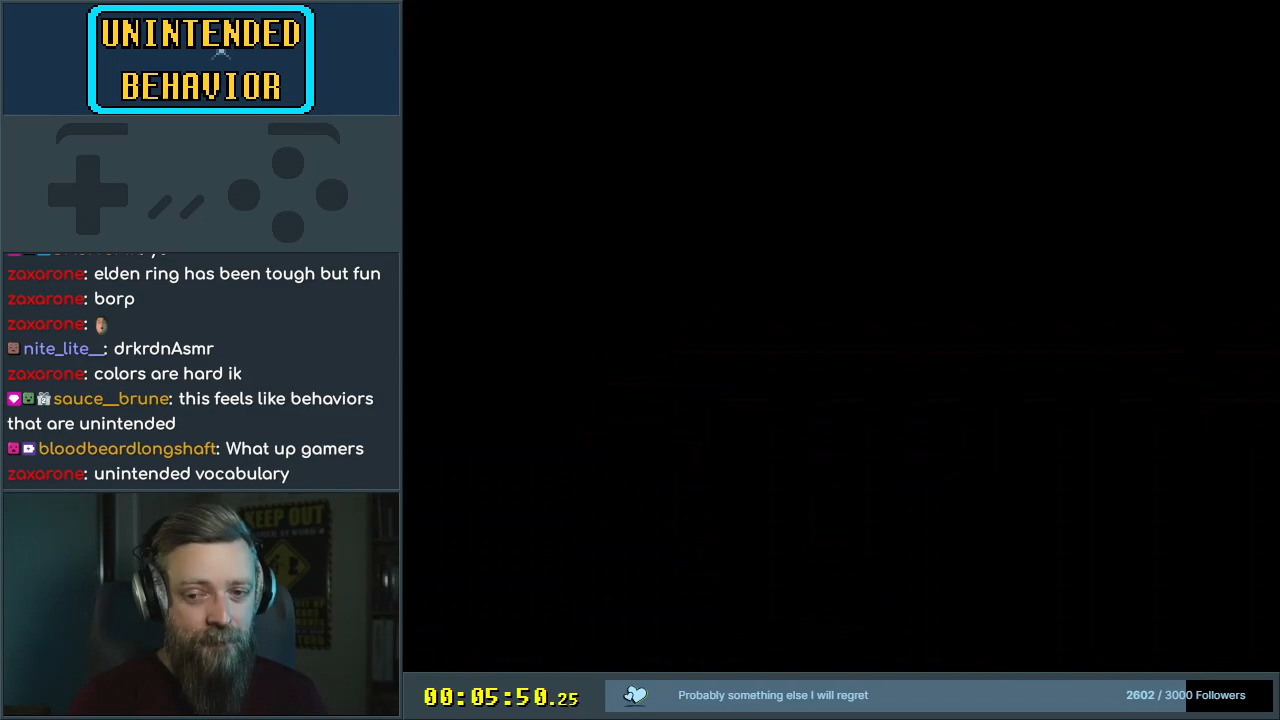 UNINTENDED
BEHAVIOR
zaxarone: elden ring has been tough but fun
zaxarone: borp
zaxarone:
nite_lite__: drkrdnAsmr
zaxarone: colors are hard ik
sauce__brune: this feels like behaviors
that are unintended
bloodbeardlongshaft: What up gamers
zaxarone: unintended vocabulary
KEEP OUT
00:05:50.25
Probably something else I will regret
2602 / 3000 Followers